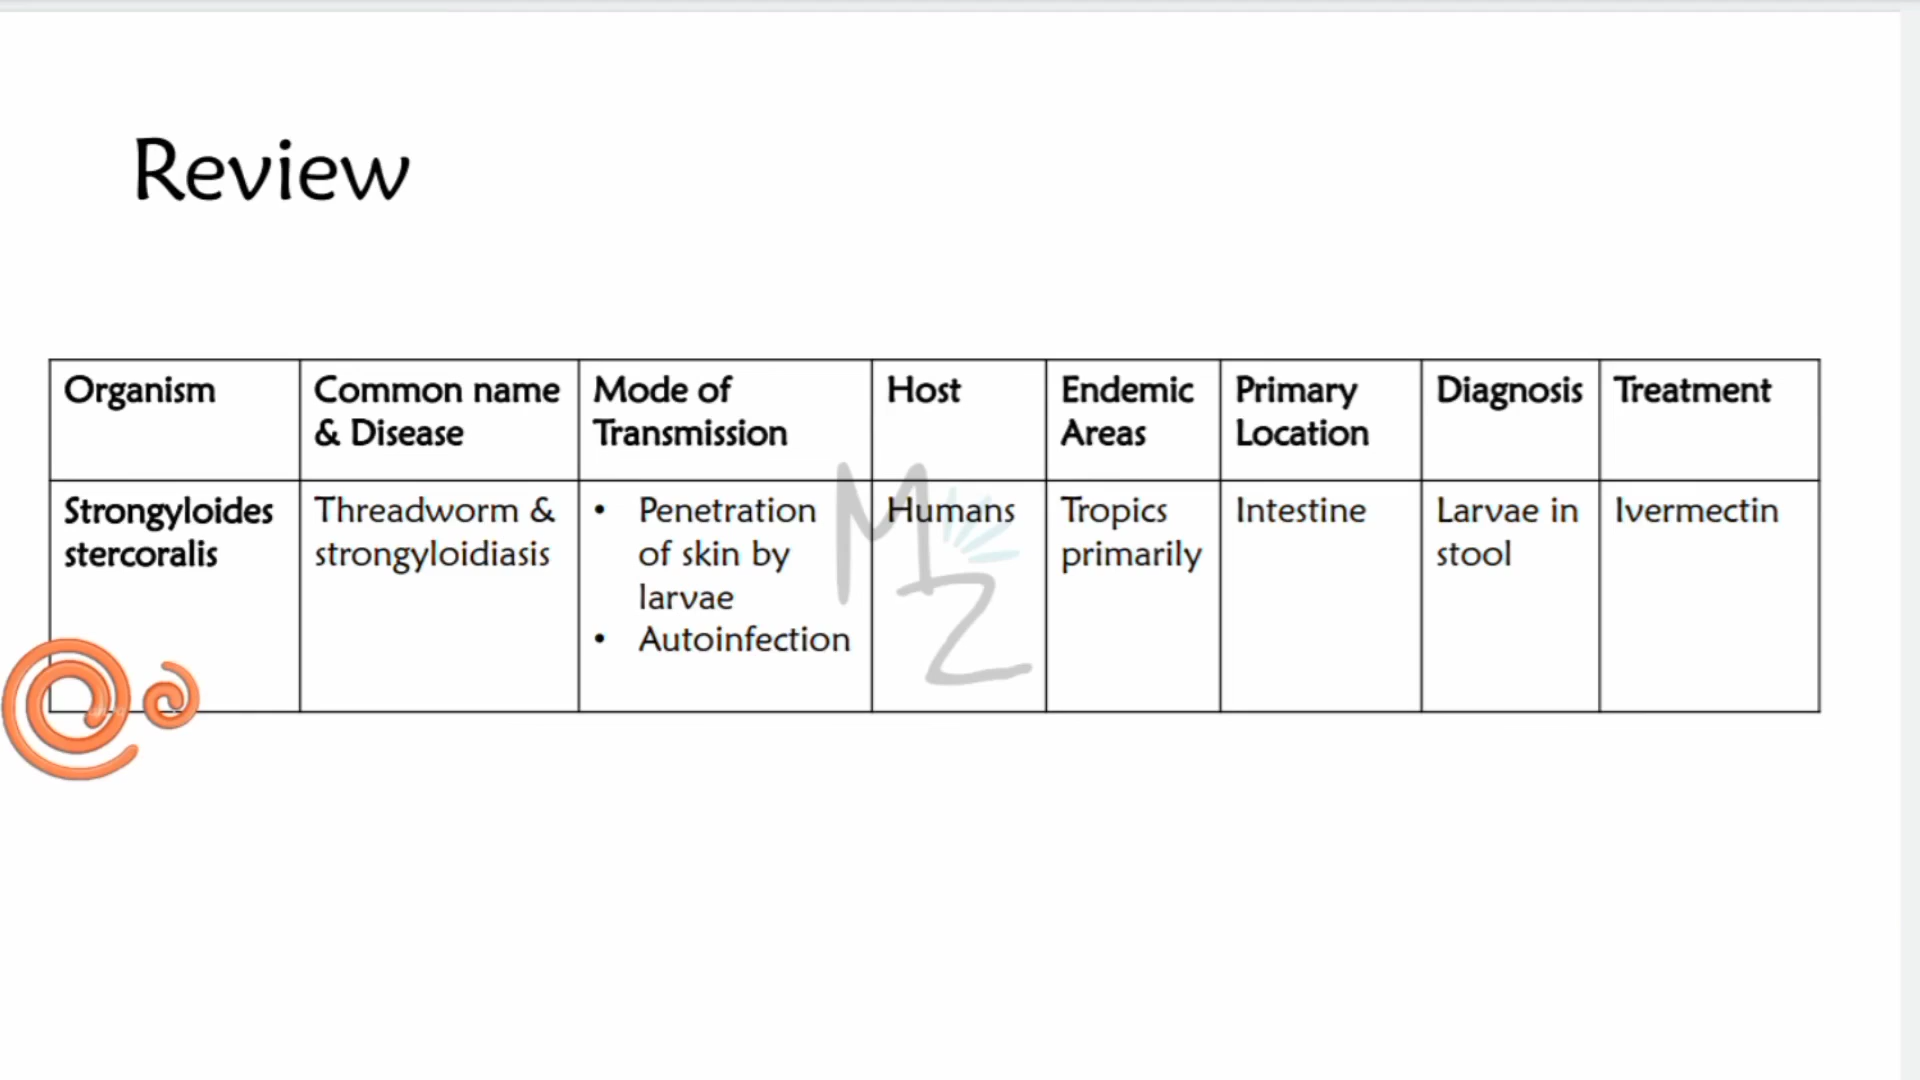 Review
Organism
Common name
& Disease
Mode of
Transmission
Host
Endemic
Areas
Primary
Location
Diagnosis
Treatment
Strongyloides
stercoralis
Threadworm &
strongyloidiasis
• Penetration
of skin by
larvae
• Autoinfection
Humans
Tropics
primarily
Intestine
Larvae in
stool
Ivermectin
MZ